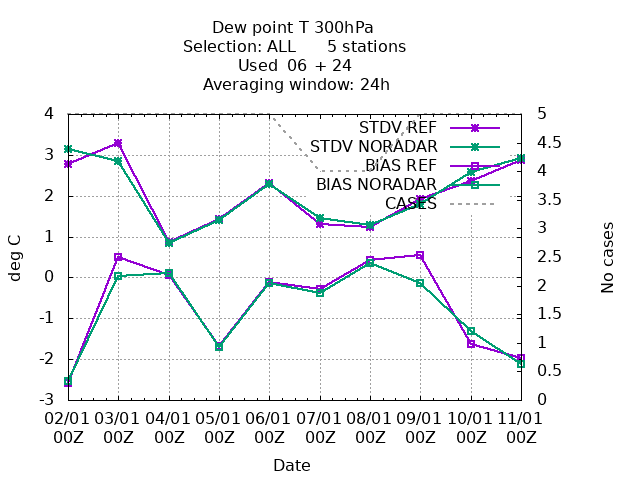 Dew point T 300hPa
Selection: ALL 5 stations
Used 06 + 24
Averaging window: 24h
4
3
2
1
0
-1
-2
-3
deg C
5
4.5
4
3.5
3
2.5
2
1.5
1
0.5
0
No cases
STDV REF
STDV NORADAR
BIAS REF
BIAS NORADAR
CASES
02/01 03/01 04/01 05/01 06/01 07/01 08/01 09/01 10/01 11/01
00Z 00Z 00Z 00Z 00Z 00Z 00Z 00Z 00Z 00Z
Date